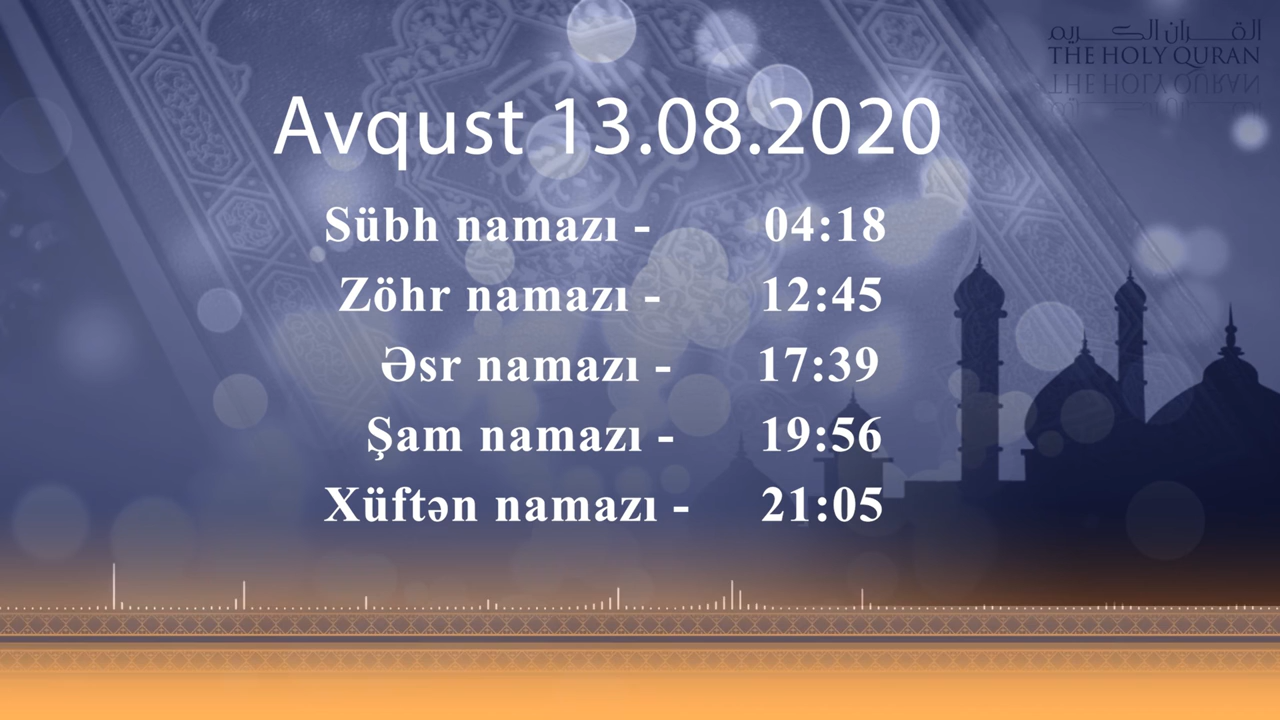 القرآن الكريم
THE HOLY QURAN
Avqust 13.08.2020
Sübh namazı - 04:18
Zöhr namazı - 12:45
Əsr namazı - 17:39
Şam namazı - 19:56
Xüftən namazı - 21:05